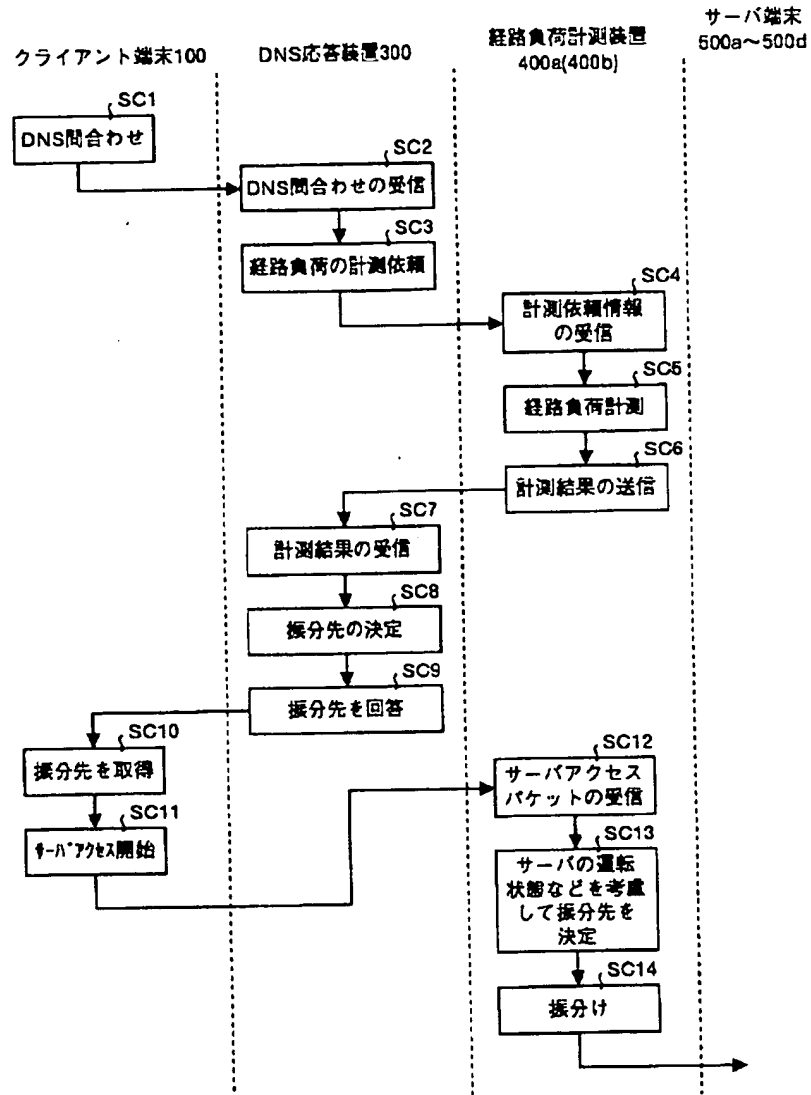 クライアント端末100
DNS応答装置300
経路負荷計測装置
400a(400b)
サーバ端末
500a〜500d
SC1
DNS問合わせ
SC2
DNS問合わせの受信
SC3
経路負荷の計測依頼
SC4
計測依頼情報
の受信
SC5
経路負荷計測
SC6
計測結果の送信
SC7
計測結果の受信
SC8
振分先の決定
SC9
振分先を回答
SC10
振分先を取得
SC11
ｻｰﾊﾞｱｸｾｽ開始
SC12
サーバアクセス
パケットの受信
SC13
サーバの運転
状態などを考慮
して振分先を
決定
SC14
振分け